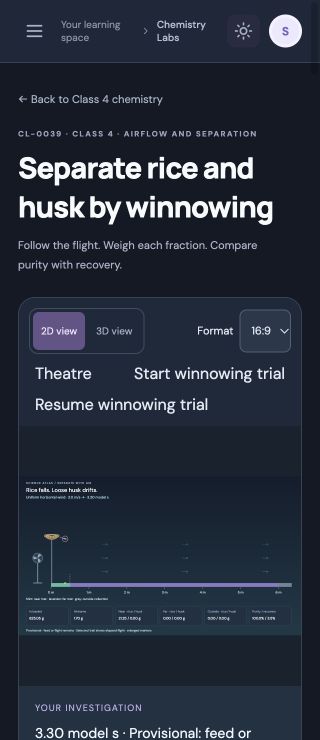 Your learning space › Chemistry Labs
S
← Back to Class 4 chemistry
CL-0039 · CLASS 4 · AIRFLOW AND SEPARATION
Separate rice and
husk by winnowing
Follow the flight. Weigh each fraction. Compare
purity with recovery.
2D view 3D view Format 16:9
Theatre Start winnowing trial
Resume winnowing trial
Rice falls. Loose husk drifts.
0 m 1 m 2 m 3 m 4 m 5 m 6 m
YOUR INVESTIGATION
3.30 model s · Provisional: feed or